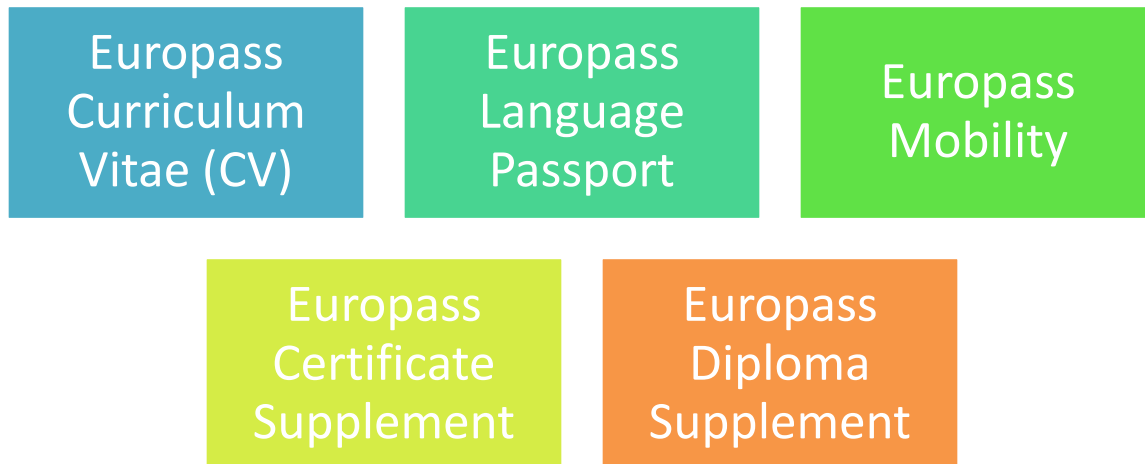 Europass
Curriculum
Vitae (CV)
Europass
Language
Passport
Europass
Mobility
Europass
Certificate
Supplement
Europass
Diploma
Supplement